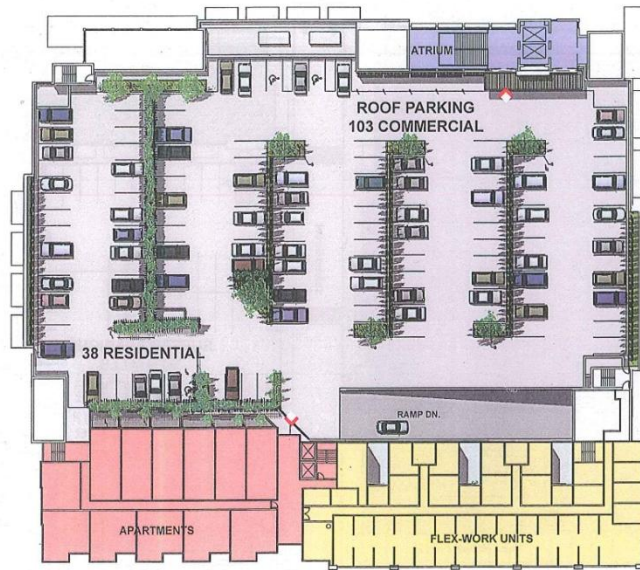 ATRIUM
ROOF PARKING
103 COMMERCIAL
38 RESIDENTIAL
RAMP DN.
APARTMENTS
FLEX-WORK UNITS